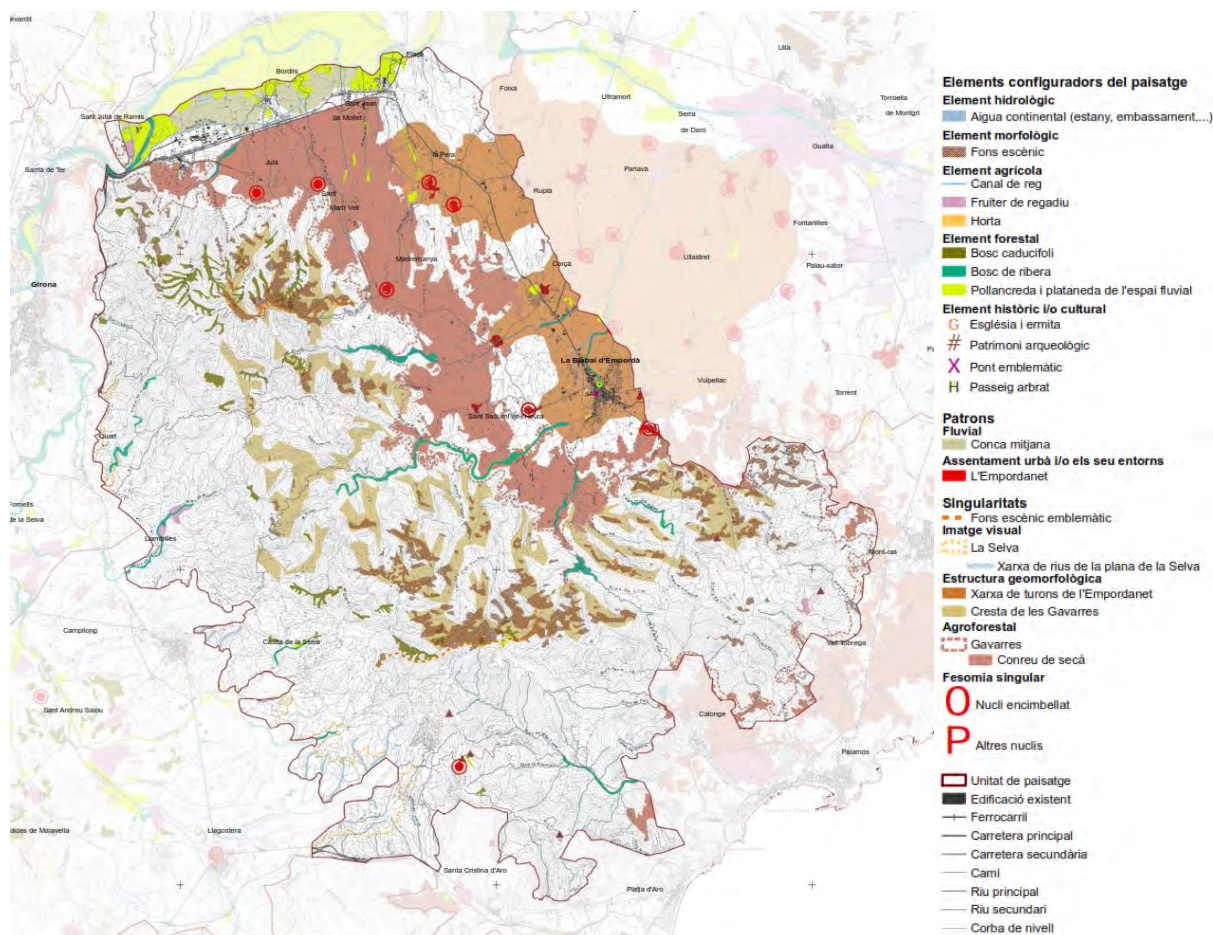 evardit
Ulià
Flaçà
Bordils
Foixà
Ultramort
Torroella
de Montgrí
Sant Julià de Ramis
Sant Joan
de Mollet
Serra
de Daró
Celrà
Gualta
Sarrià de Ter
Juià
la Pera
Parlavà
Sant
Martí Vell
Rupià
Fontanilles
Madremanya
Corçà
Ullastret
Palau-sator
Girona
La Bisbal d'Empordà
Vulpellac
Torrent
Sant Sadurní de l'Heura
Quart
Fornells
de la Selva
Llambilles
Mont-ras
Campllong
Cassà de la Selva
Vall-llobrega
Sant Andreu Salou
Calonge
Palamós
aldes de Malavella
Llagostera
Santa Cristina d'Aro
Platja d'Aro
Elements configuradors del paisatge
Element hidrològic
Aigua continental (estany, embassament,...)
Element morfològic
Fons escènic
Element agrícola
Canal de reg
Fruiter de regadiu
Horta
Element forestal
Bosc caducifoli
Bosc de ribera
Pollancreda i plataneda de l'espai fluvial
Element històric i/o cultural
G Església i ermita
# Patrimoni arqueològic
X Pont emblemàtic
H Passeig arbrat
Patrons
Fluvial
Conca mitjana
Assentament urbà i/o els seu entorns
L'Empordanet
Singularitats
Fons escènic emblemàtic
Imatge visual
La Selva
Xarxa de rius de la plana de la Selva
Estructura geomorfològica
Xarxa de turons de l'Empordanet
Cresta de les Gavarres
Agroforestal
Gavarres
Conreu de secà
Fesomia singular
O Nucli encimbellat
P Altres nuclis
Unitat de paisatge
Edificació existent
Ferrocarril
Carretera principal
Carretera secundària
Camí
Riu principal
Riu secundari
Corba de nivell